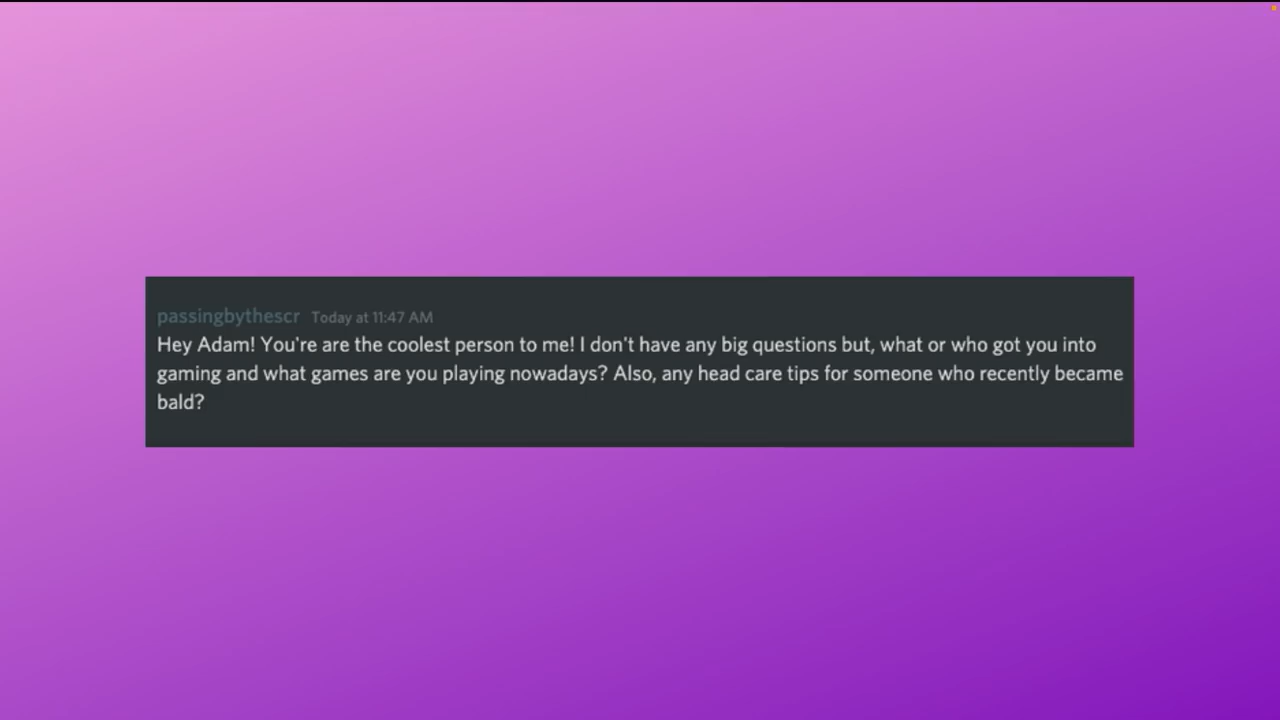 passingbythescr Today at 11:47 AM
Hey Adam! You're are the coolest person to me! I don't have any big questions but, what or who got you into
gaming and what games are you playing nowadays? Also, any head care tips for someone who recently became
bald?